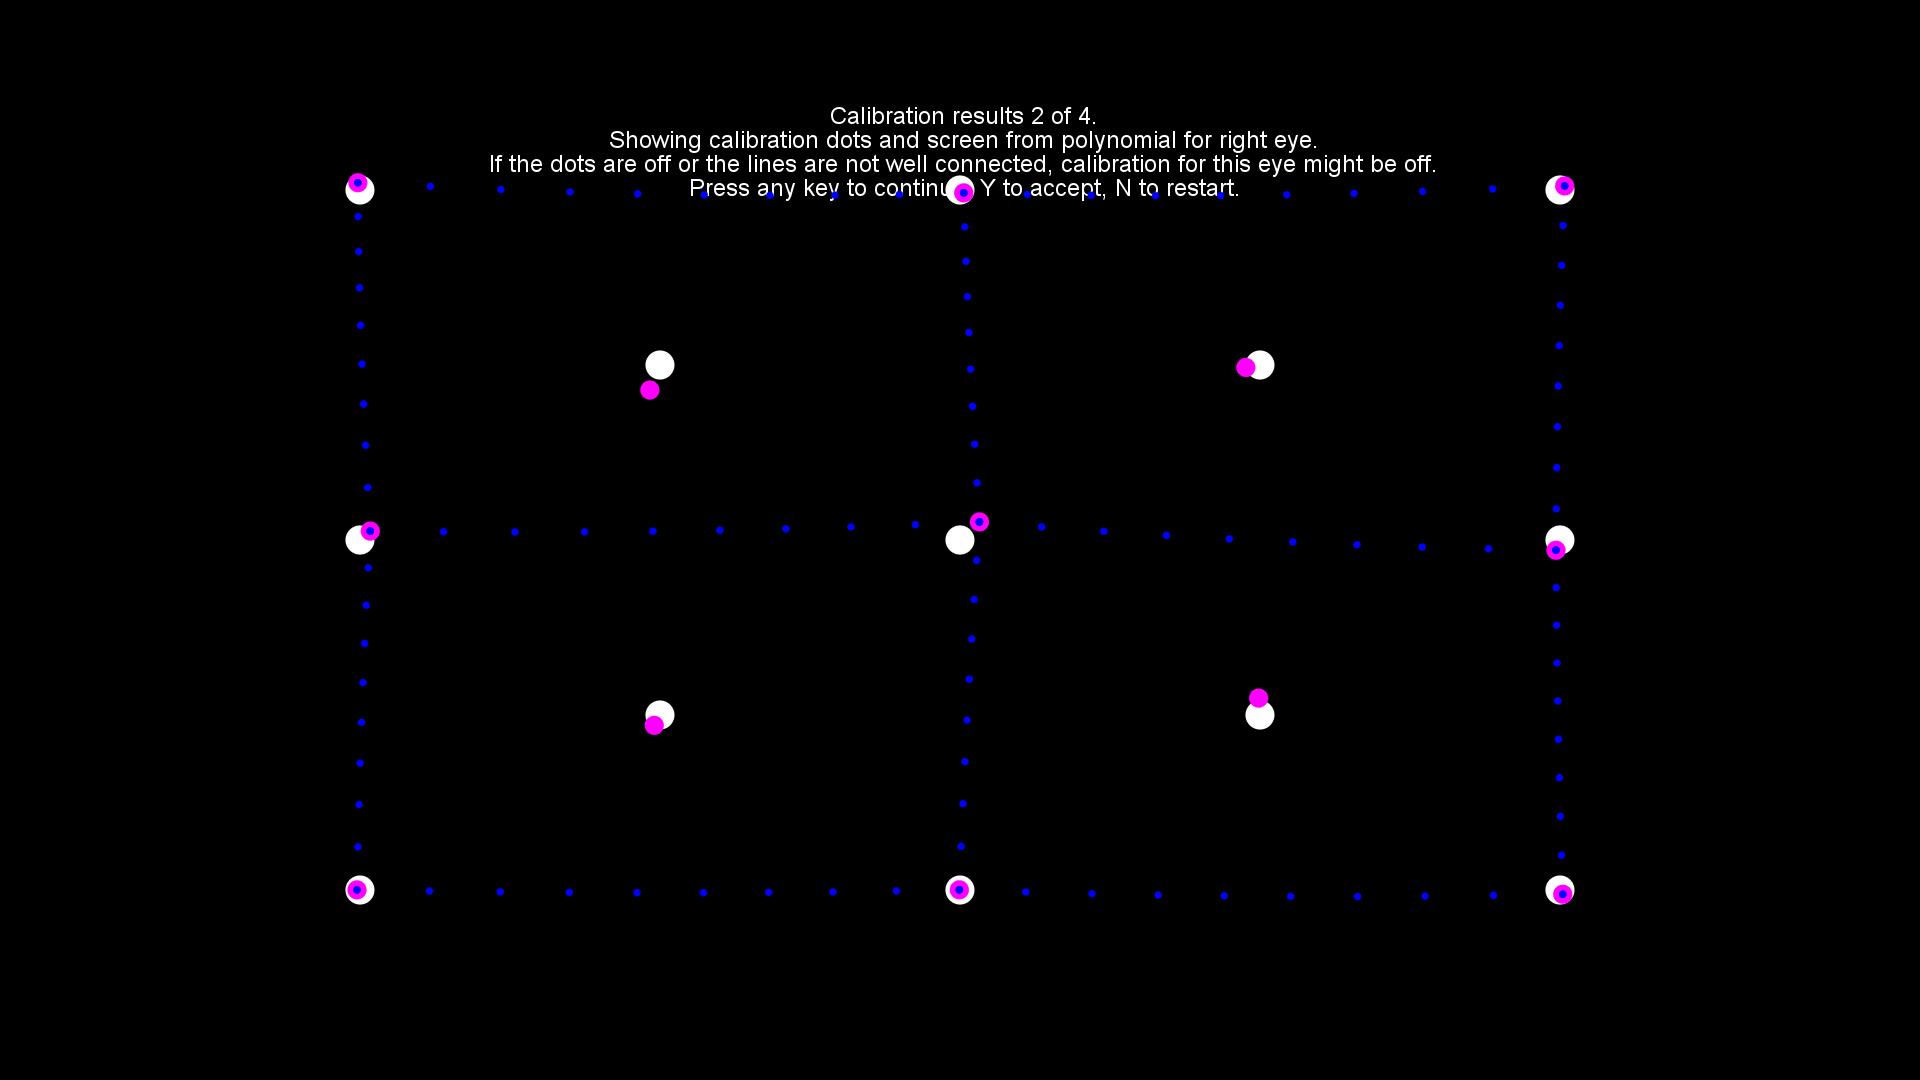 Calibration results 2 of 4.
Showing calibration dots and screen from polynomial for right eye.
If the dots are off or the lines are not well connected, calibration for this eye might be off.
Press any key to continu Y to accept, N to restart.